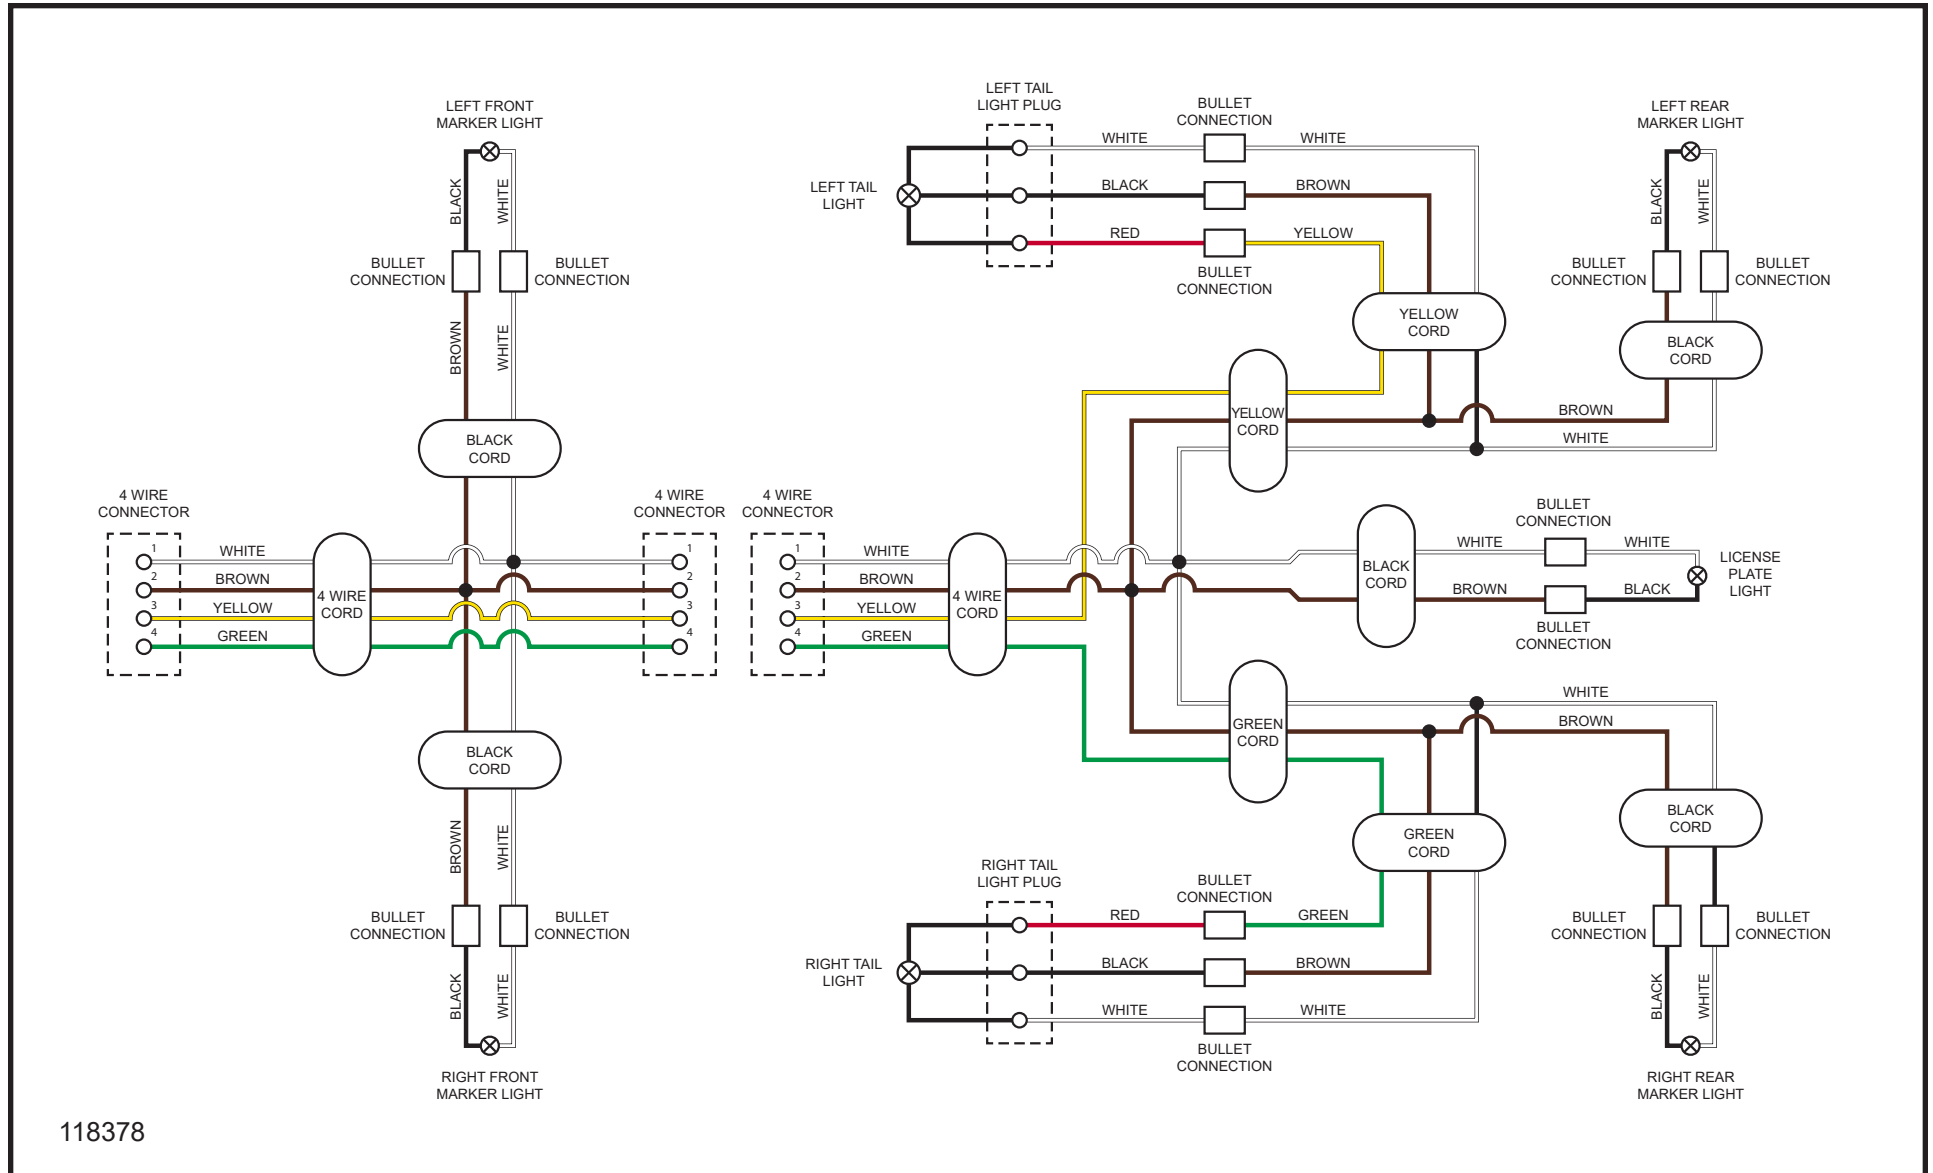 LEFT TAIL
LIGHT PLUG
BULLET
CONNECTION
LEFT FRONT
MARKER LIGHT
LEFT REAR
MARKER LIGHT
WHITE
WHITE
LEFT TAIL
LIGHT
BLACK
BROWN
RED
YELLOW
BULLET
CONNECTION
BLACK
WHITE
BULLET
CONNECTION
BULLET
CONNECTION
BROWN
WHITE
BLACK
WHITE
BULLET
CONNECTION
BULLET
CONNECTION
YELLOW
CORD
BLACK
CORD
YELLOW
CORD
BROWN
WHITE
BLACK
CORD
4 WIRE
CONNECTOR
4 WIRE
CONNECTOR
4 WIRE
CONNECTOR
1
WHITE
2
BROWN
3
YELLOW
4
GREEN
4 WIRE
CORD
1
2
3
4
1
WHITE
2
BROWN
3
YELLOW
4
GREEN
4 WIRE
CORD
BLACK
CORD
BULLET
CONNECTION
WHITE
WHITE
BROWN
BLACK
BULLET
CONNECTION
LICENSE
PLATE
LIGHT
BLACK
CORD
GREEN
CORD
WHITE
BROWN
GREEN
CORD
BLACK
CORD
BROWN
WHITE
BULLET
CONNECTION
BULLET
CONNECTION
BLACK
WHITE
RIGHT FRONT
MARKER LIGHT
RIGHT TAIL
LIGHT PLUG
BULLET
CONNECTION
RED
GREEN
RIGHT TAIL
LIGHT
BLACK
BROWN
WHITE
WHITE
BULLET
CONNECTION
BULLET
CONNECTION
BULLET
CONNECTION
BLACK
WHITE
RIGHT REAR
MARKER LIGHT
118378